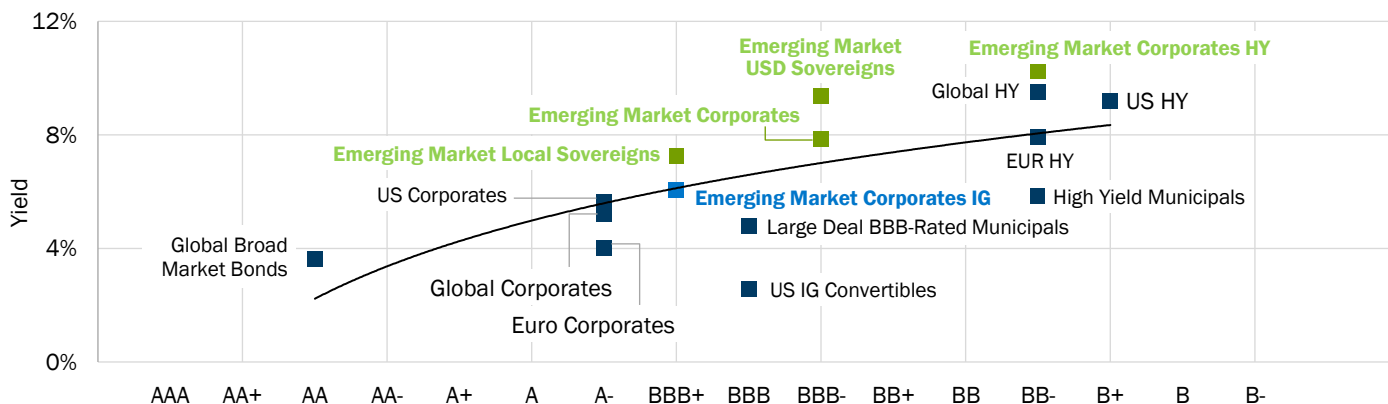 12%
8%
4%
0%
Yield
Emerging Market
USD Sovereigns
Emerging Market Corporates HY
Global HY
US HY
Emerging Market Corporates
Emerging Market Local Sovereigns
EUR HY
US Corporates
Emerging Market Corporates IG
High Yield Municipals
Large Deal BBB-Rated Municipals
Global Broad
Market Bonds
Global Corporates
US IG Convertibles
Euro Corporates
AAA AA+ AA AA- A+ A A- BBB+ BBB BBB- BB+ BB BB- B+ B B-